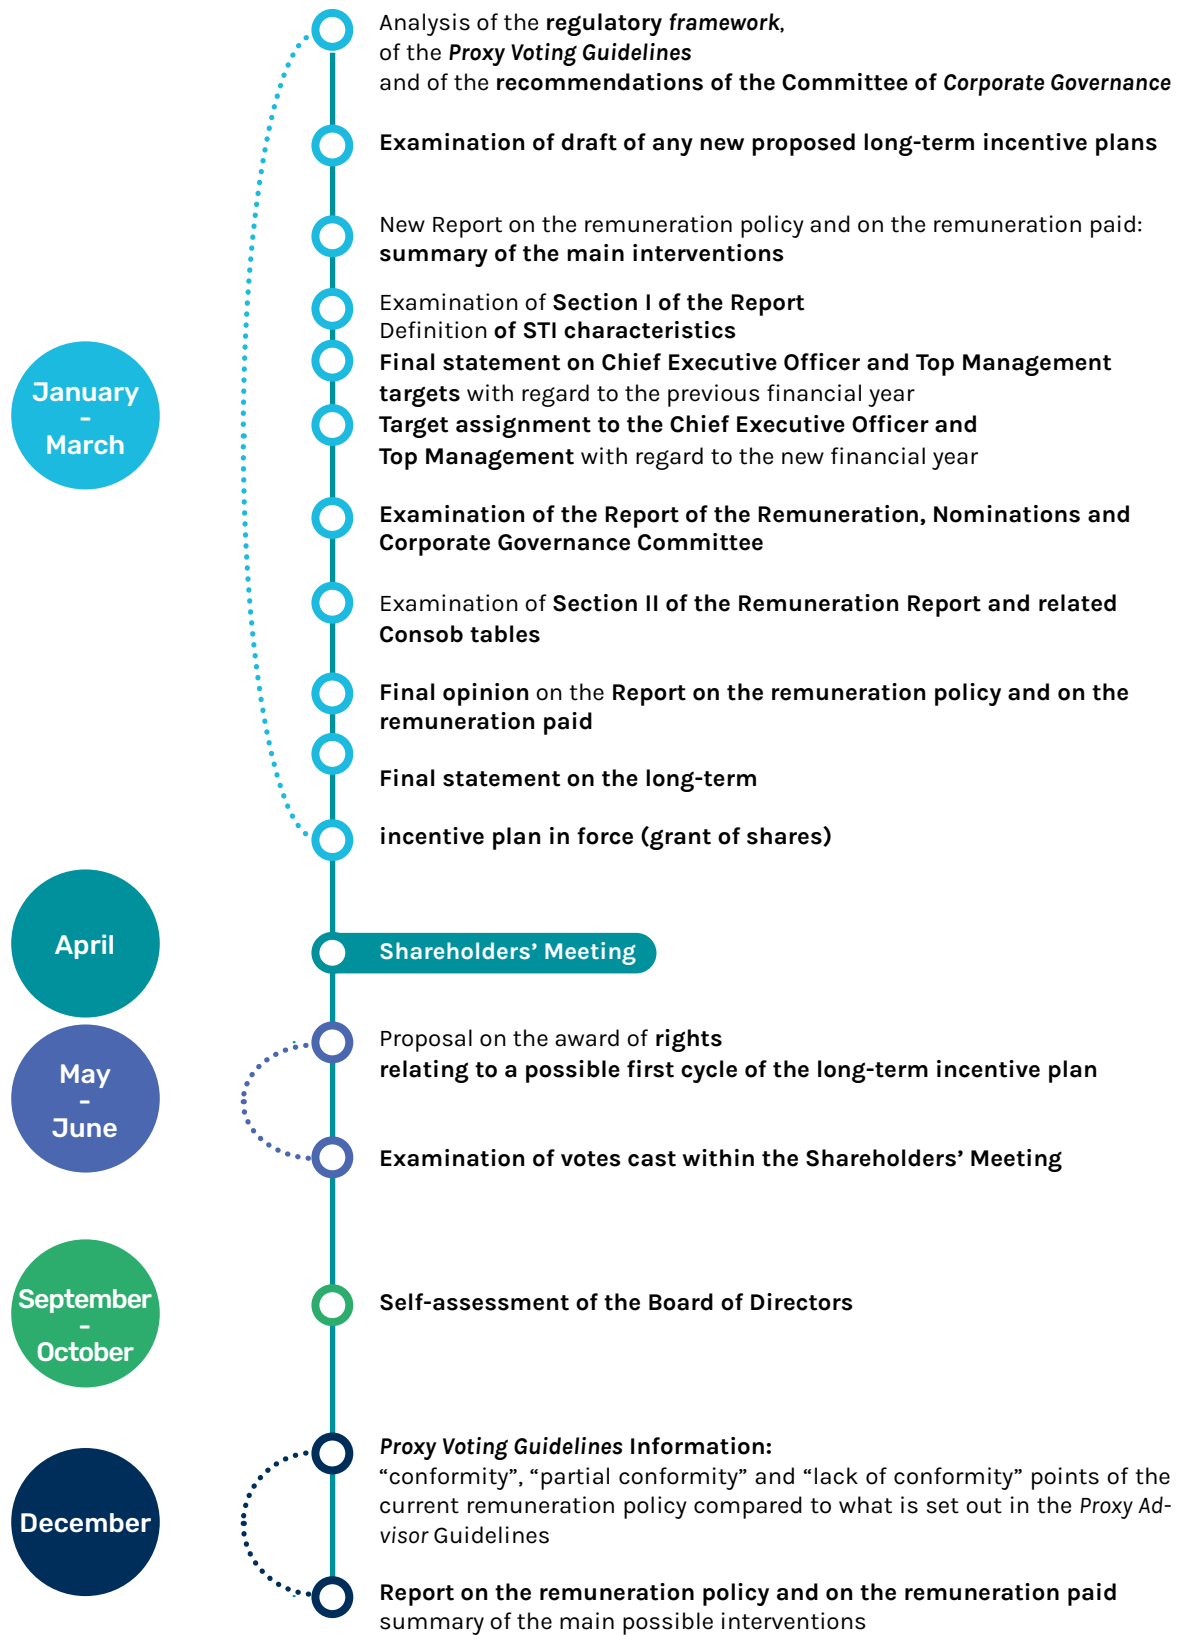 Analysis of the regulatory framework,
of the Proxy Voting Guidelines
and of the recommendations of the Committee of Corporate Governance
Examination of draft of any new proposed long-term incentive plans
New Report on the remuneration policy and on the remuneration paid:
summary of the main interventions
Examination of Section I of the Report
Definition of STI characteristics
Final statement on Chief Executive Officer and Top Management
targets with regard to the previous financial year
Target assignment to the Chief Executive Officer and
Top Management with regard to the new financial year
January
-
March
Examination of the Report of the Remuneration, Nominations and
Corporate Governance Committee
Examination of Section II of the Remuneration Report and related
Consob tables
Final opinion on the Report on the remuneration policy and on the
remuneration paid
Final statement on the long-term
incentive plan in force (grant of shares)
April
Shareholders' Meeting
May
-
June
Proposal on the award of rights
relating to a possible first cycle of the long-term incentive plan
Examination of votes cast within the Shareholders' Meeting
September
-
October
Self-assessment of the Board of Directors
December
Proxy Voting Guidelines Information:
“conformity”, “partial conformity” and “lack of conformity” points of the
current remuneration policy compared to what is set out in the Proxy Ad-
visor Guidelines
Report on the remuneration policy and on the remuneration paid
summary of the main possible interventions